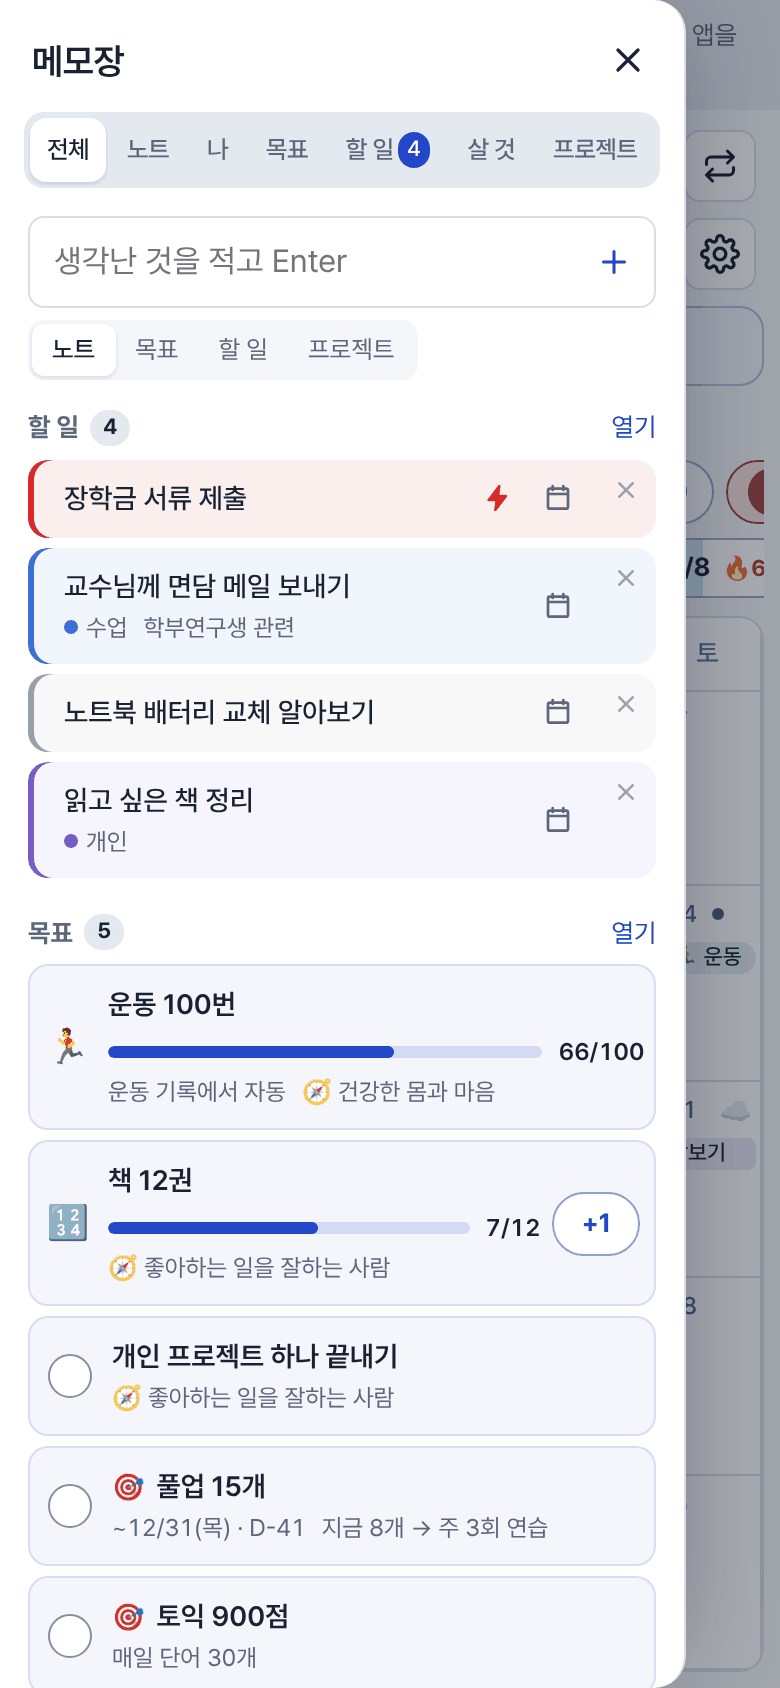 메모장
앱을
전체 노트 나 목표 할 일 4 살 것 프로젝트
생각난 것을 적고 Enter
노트 목표 할 일 프로젝트
할 일 4 열기
장학금 서류 제출
교수님께 면담 메일 보내기
수업 학부연구생 관련
노트북 배터리 교체 알아보기
읽고 싶은 책 정리
개인
목표 5 열기
운동 100번
66/100
운동 기록에서 자동 🧭 건강한 몸과 마음
책 12권
7/12 +1
🧭 좋아하는 일을 잘하는 사람
개인 프로젝트 하나 끝내기
🧭 좋아하는 일을 잘하는 사람
🎯 풀업 15개
~12/31(목) · D-41 지금 8개 → 주 3회 연습
🎯 토익 900점
매일 단어 30개
/8 🔥6
토
4
운동
1
보기
8